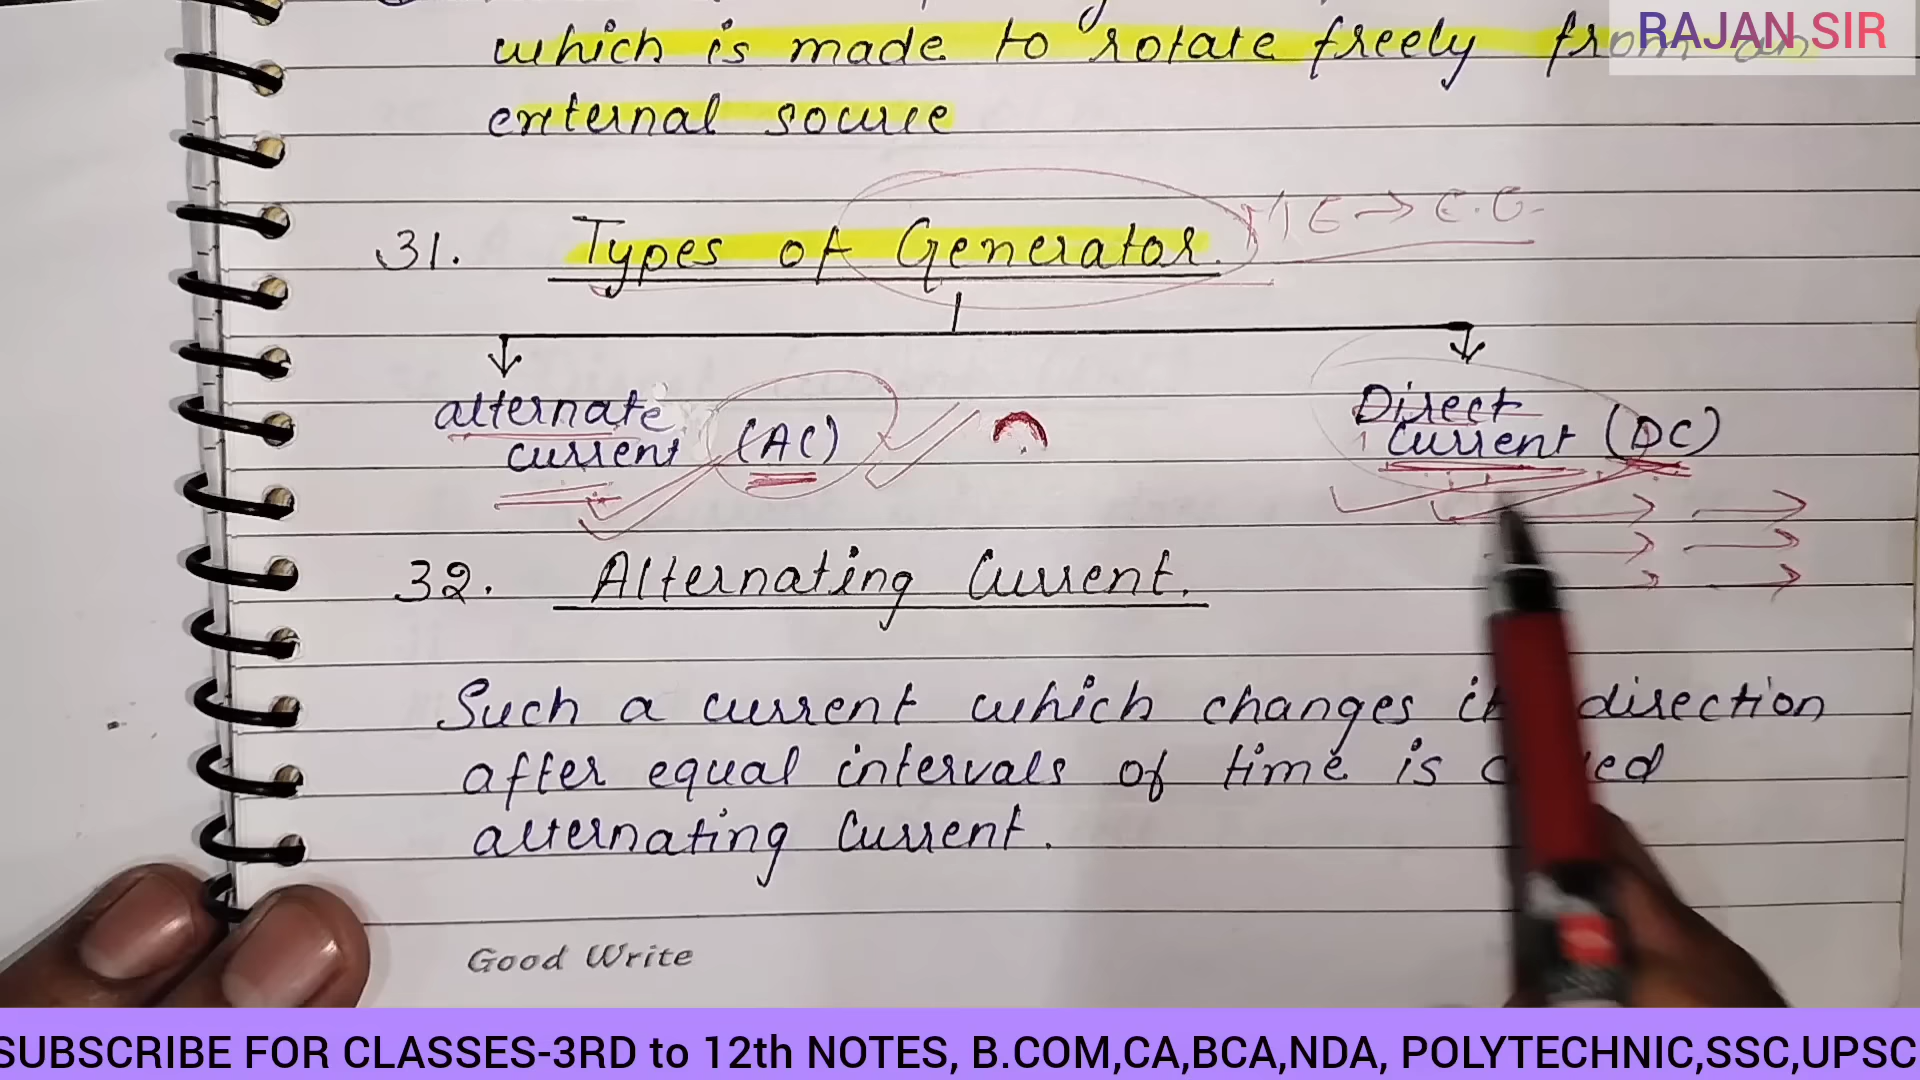 RAJAN SIR
which is made to rotate freely from an
external source
M E → E.E.
31. Types of Generator.
alternate
current (AC)
Direct
Current (DC)
32. Alternating Current.
Such a current which changes direction
after equal intervals of time is
alternating Current.
Good Write
SUBSCRIBE FOR CLASSES-3RD to 12th NOTES, B.COM,CA,BCA,NDA, POLYTECHNIC,SSC,UPSC